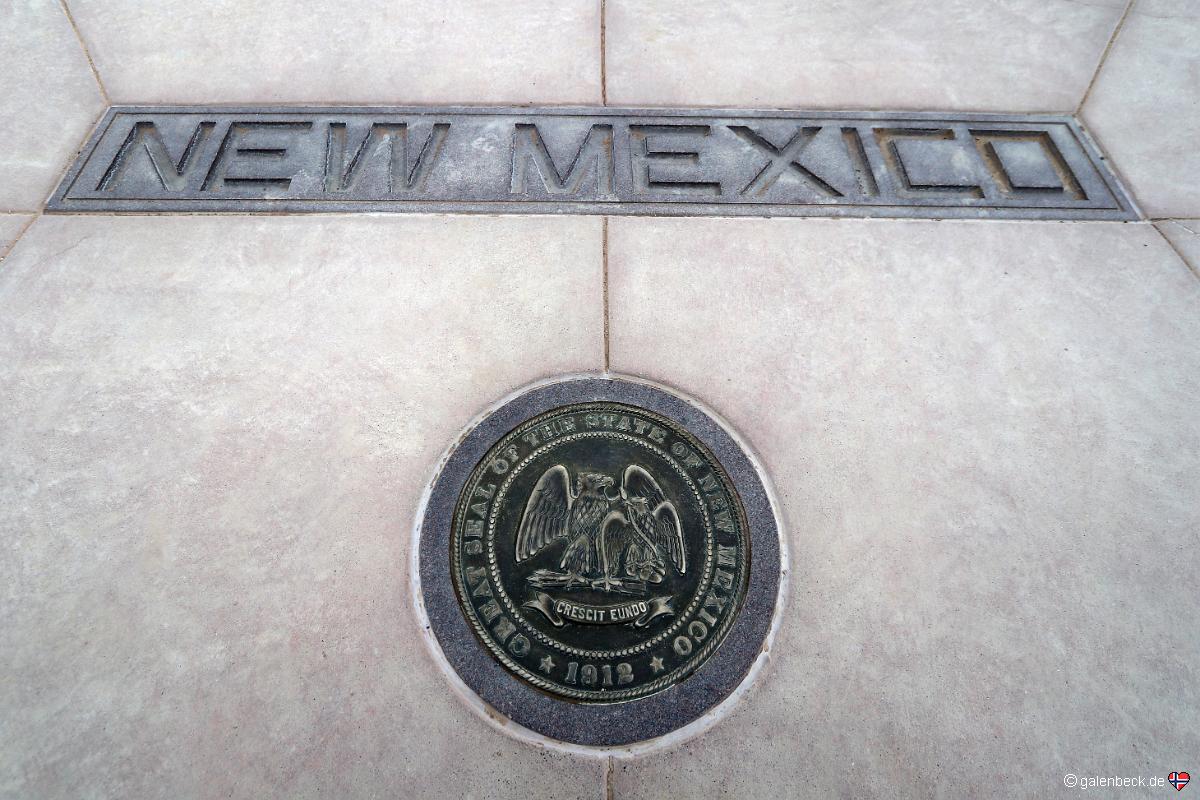 NEW MEXICO
GREAT SEAL OF THE STATE OF NEW MEXICO
CRESCIT EUNDO
★ 1912 ★
© galenbeck.de